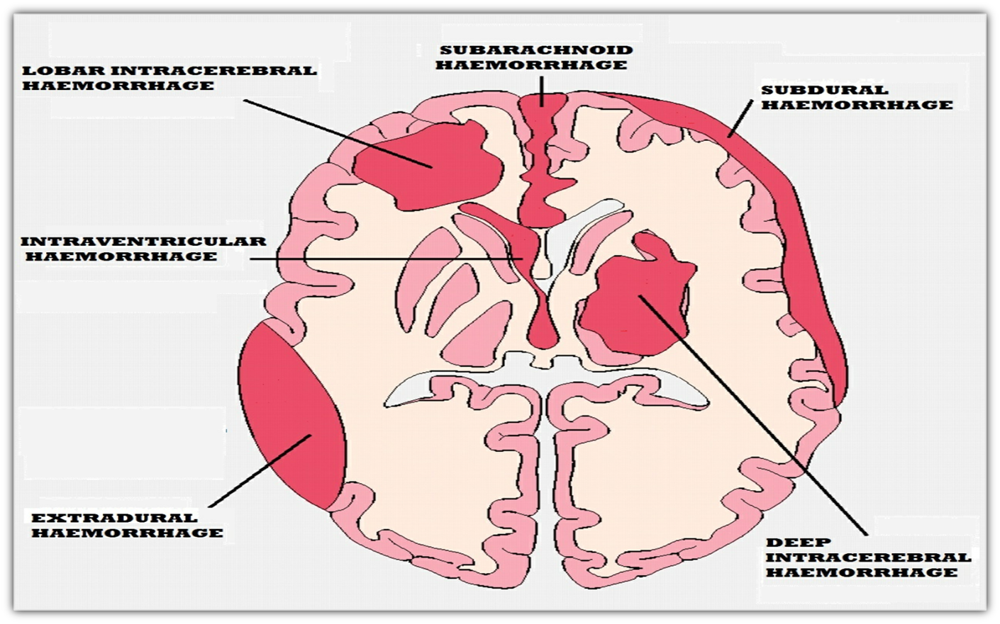 SUBARACHNOID
HAEMORRHAGE
LOBAR INTRACEREBRAL
HAEMORRHAGE
SUBDURAL
HAEMORRHAGE
INTRAVENTRICULAR
HAEMORRHAGE
EXTRADURAL
HAEMORRHAGE
DEEP
INTRACEREBRAL
HAEMORRHAGE